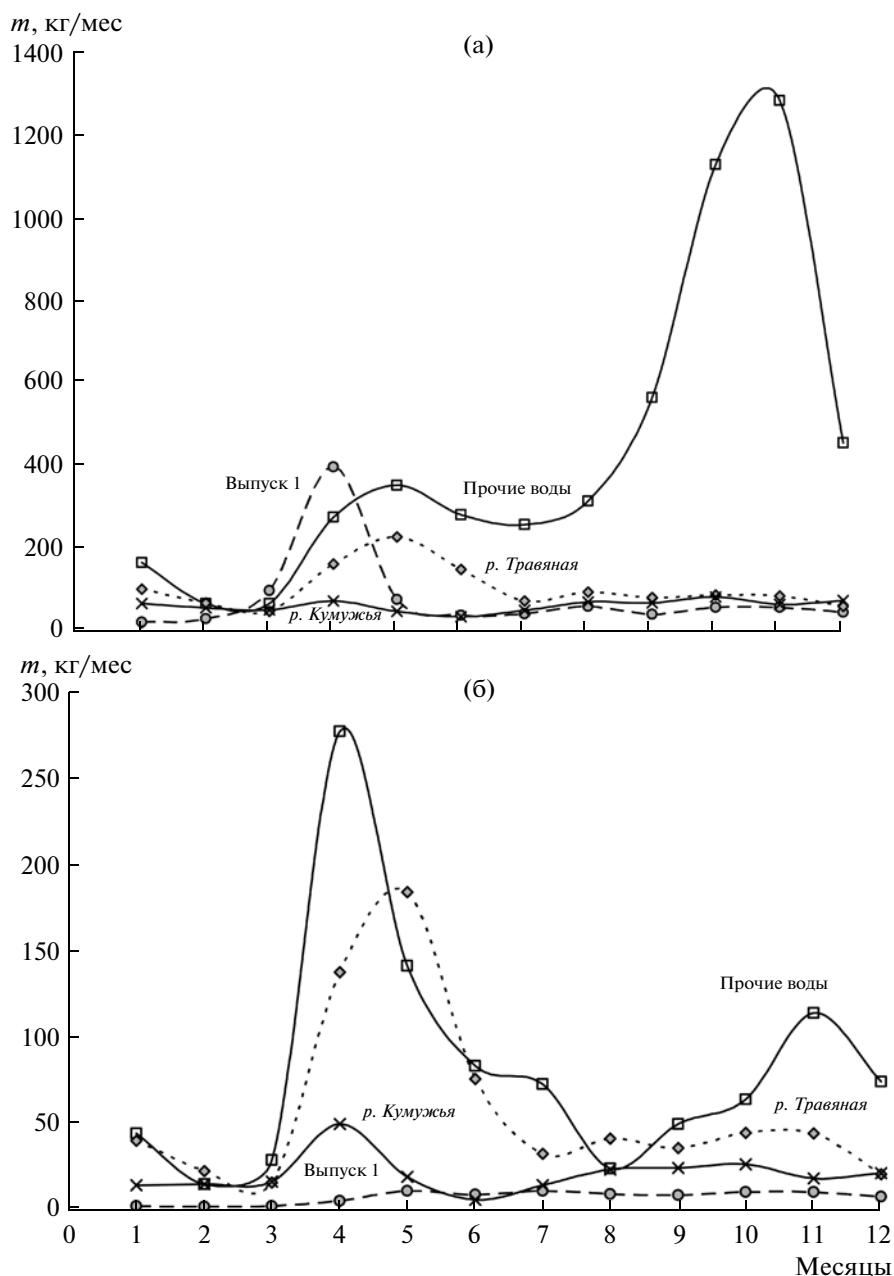 m, кг/мес
(а)
1400
1200
1000
800
600
400
200
0
Выпуск 1
Прочие воды
р. Травяная
р. Кумужья
m, кг/мес
(б)
300
250
200
150
100
50
0
Прочие воды
р. Кумужья
р. Травяная
Выпуск 1
0 1 2 3 4 5 6 7 8 9 10 11 12
Месяцы